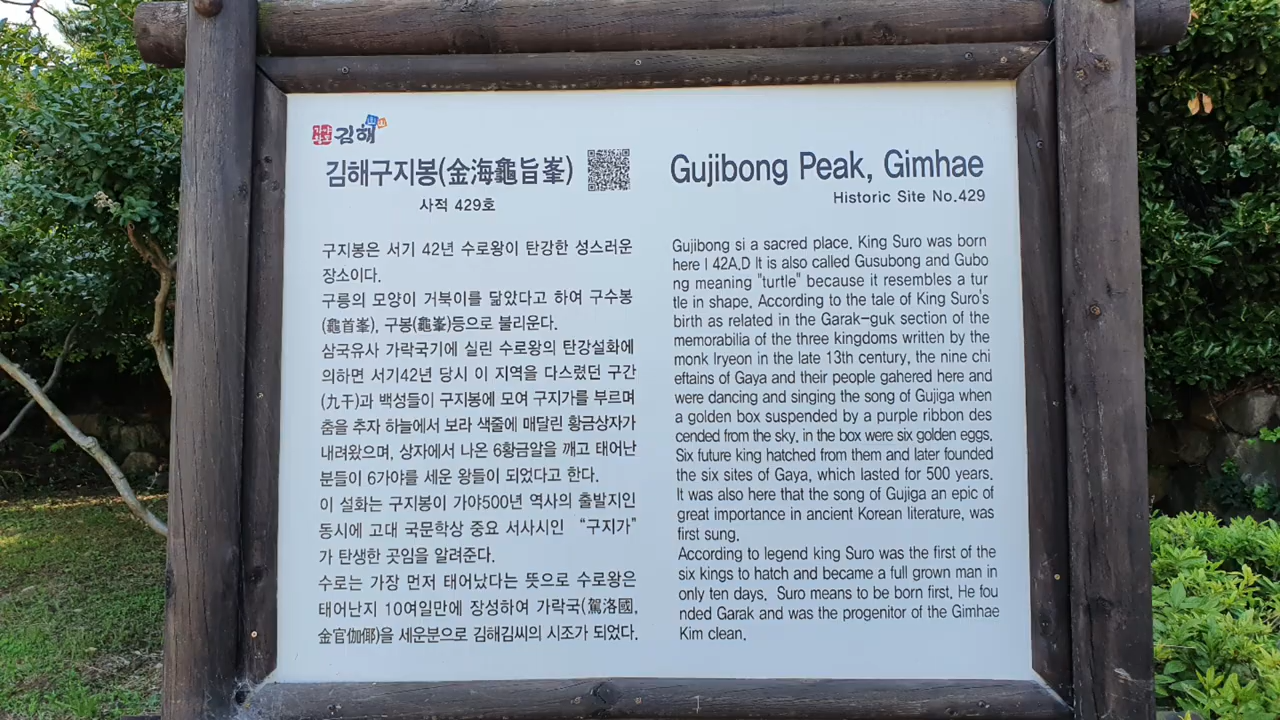 가야왕도 김해
김해구지봉(金海龜旨峯)
사적 429호
구지봉은 서기 42년 수로왕이 탄강한 성스러운
장소이다.
구릉의 모양이 거북이를 닮았다고 하여 구수봉
(龜首峯), 구봉(龜峯)등으로 불리운다.
삼국유사 가락국기에 실린 수로왕의 탄강설화에
의하면 서기42년 당시 이 지역을 다스렸던 구간
(九干)과 백성들이 구지봉에 모여 구지가를 부르며
춤을 추자 하늘에서 보라 색줄에 매달린 황금상자가
내려왔으며, 상자에서 나온 6황금알을 깨고 태어난
분들이 6가야를 세운 왕들이 되었다고 한다.
이 설화는 구지봉이 가야500년 역사의 출발지인
동시에 고대 국문학상 중요 서사시인 “구지가”
가 탄생한 곳임을 알려준다.
수로는 가장 먼저 태어났다는 뜻으로 수로왕은
태어난지 10여일만에 장성하여 가락국(駕洛國,
金官伽倻)을 세운분으로 김해김씨의 시조가 되었다.
Gujibong Peak, Gimhae
Historic Site No.429
Gujibong si a sacred place. King Suro was born
here l 42A.D It is also called Gusubong and Gubo
ng meaning "turtle" because it resembles a tur
tle in shape. According to the tale of King Suro's
birth as related in the Garak-guk section of the
memorabilia of the three kingdoms written by the
monk Iryeon in the late 13th century, the nine chi
eftains of Gaya and their people gahered here and
were dancing and singing the song of Gujiga when
a golden box suspended by a purple ribbon des
cended from the sky. in the box were six golden eggs.
Six future king hatched from them and later founded
the six sites of Gaya, which lasted for 500 years.
It was also here that the song of Gujiga an epic of
great importance in ancient Korean literature, was
first sung.
According to legend king Suro was the first of the
six kings to hatch and became a full grown man in
only ten days. Suro means to be born first. He fou
nded Garak and was the progenitor of the Gimhae
Kim clean.